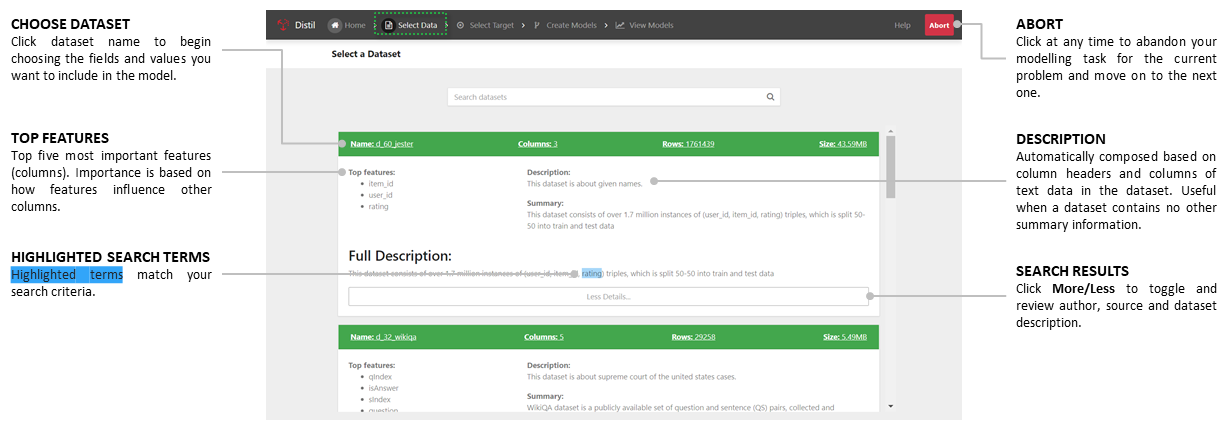 CHOOSE DATASET
Click dataset name to begin
choosing the fields and values you
want to include in the model.
TOP FEATURES
Top five most important features
(columns). Importance is based on
how features influence other
columns.
HIGHLIGHTED SEARCH TERMS
Highlighted terms match your
search criteria.
Distil Home Select Data Select Target Create Models View Models Help Abort
Select a Dataset
Search datasets
Name: d_60_jester Columns: 3 Rows: 1761439 Size: 43.59MB
Top features:
item_id
user_id
rating
Description:
This dataset is about given names.
Summary:
This dataset consists of over 1.7 million instances of (user_id, item_id, rating) triples, which is split 50-
50 into train and test data
Full Description:
This dataset consists of over 1.7 million instances of (user_id, item_id, rating) triples, which is split 50-50 into train and test data
Less Details...
Name: d_32_wikiqa Columns: 5 Rows: 29258 Size: 5.49MB
Top features:
qIndex
isAnswer
sIndex
question
Description:
This dataset is about supreme court of the united states cases.
Summary:
WikiQA dataset is a publicly available set of question and sentence (QS) pairs, collected and
ABORT
Click at any time to abandon your
modelling task for the current
problem and move on to the next
one.
DESCRIPTION
Automatically composed based on
column headers and columns of
text data in the dataset. Useful
when a dataset contains no other
summary information.
SEARCH RESULTS
Click More/Less to toggle and
review author, source and dataset
description.